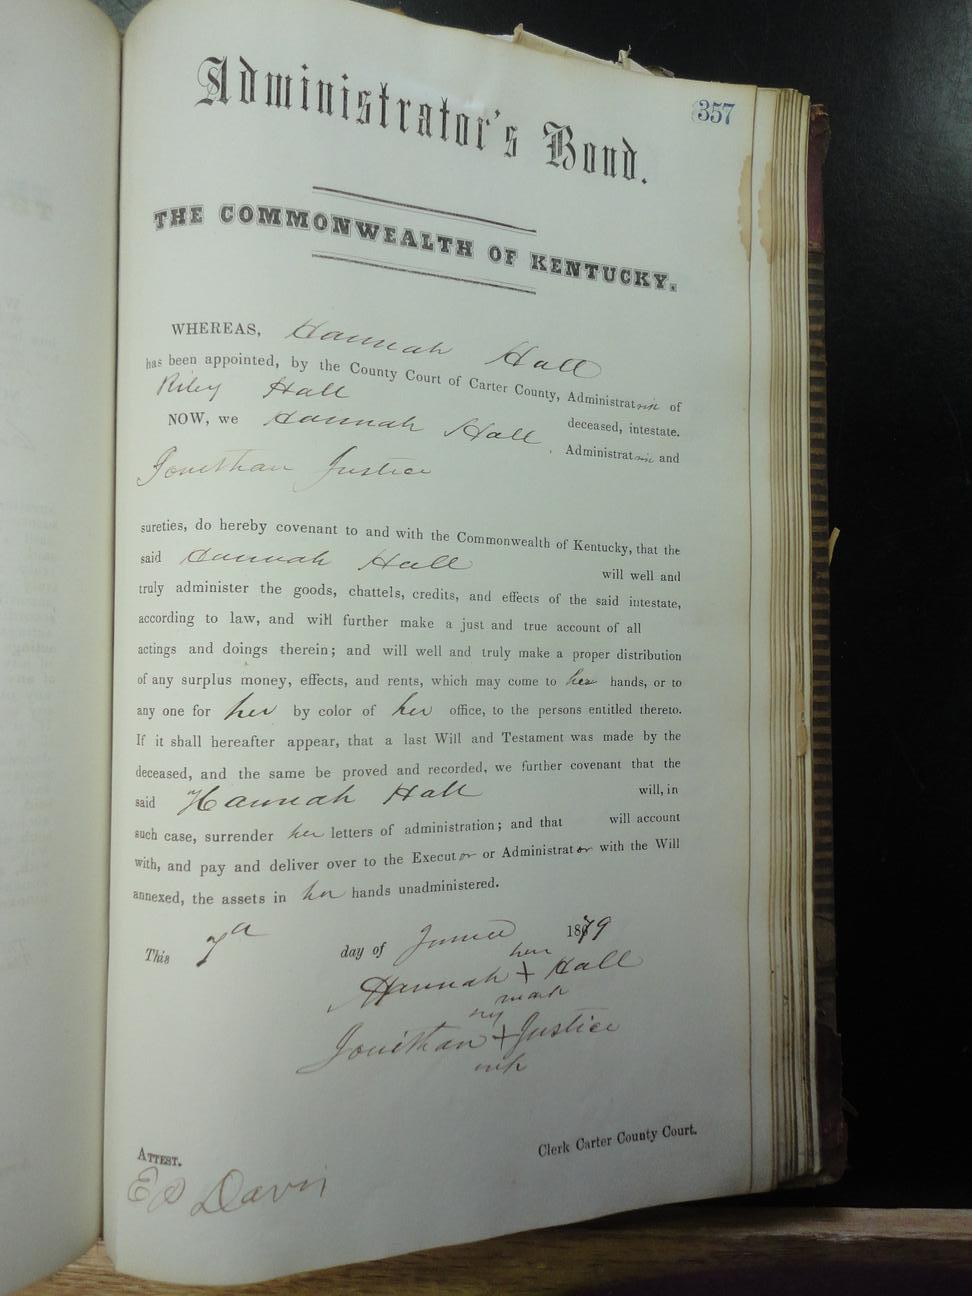 357
Administrator's Bond.
THE COMMONWEALTH OF KENTUCKY.
WHEREAS, Hannah Hall
has been appointed, by the County Court of Carter County, Administratrix of
Riley Hall deceased, intestate.
NOW, we Hannah Hall, Administratrix and
Jonithan Justice
sureties, do hereby covenant to and with the Commonwealth of Kentucky, that the
said Hannah Hall will well and
truly administer the goods, chattels, credits, and effects of the said intestate,
according to law, and will further make a just and true account of all
actings and doings therein; and will well and truly make a proper distribution
of any surplus money, effects, and rents, which may come to her hands, or to
any one for her by color of her office, to the persons entitled thereto.
If it shall hereafter appear, that a last Will and Testament was made by the
deceased, and the same be proved and recorded, we further covenant that the
said Hannah Hall will, in
such case, surrender her letters of administration; and that will account
with, and pay and deliver over to the Executor or Administrator with the Will
annexed, the assets in her hands unadministered.
This day of 1879
her
Hannah + Hall
mark
Jonithan + Justice
ATTEST.
Clerk Carter County Court.
Davis